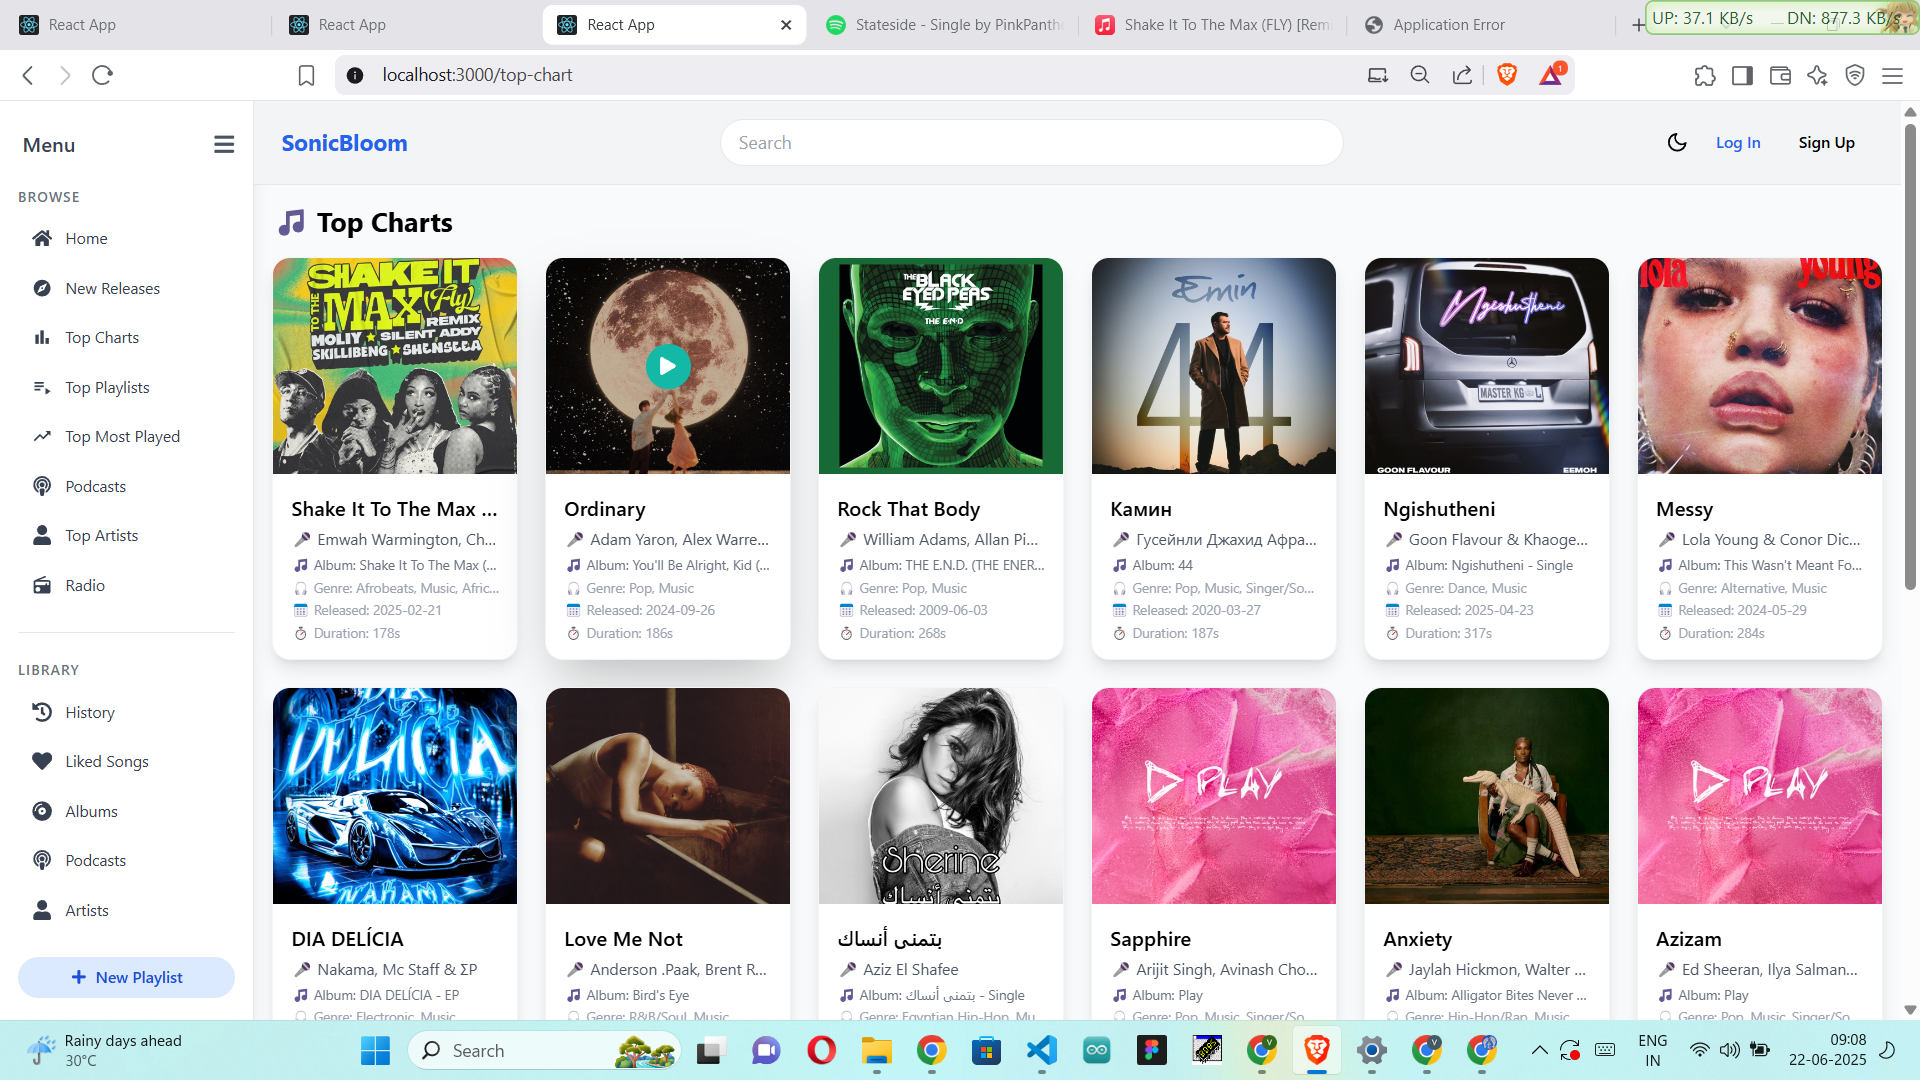 React App
React App
React App
Stateside - Single by PinkPanthe
Shake It To The Max (FLY) [Rem
Application Error
UP: 37.1 KB/s
DN: 877.3 KB/s
localhost:3000/top-chart
1
Menu
BROWSE
Home
New Releases
Top Charts
Top Playlists
Top Most Played
Podcasts
Top Artists
Radio
LIBRARY
History
Liked Songs
Albums
Podcasts
Artists
New Playlist
SonicBloom
Search
Log In
Sign Up
Top Charts
SHAKE IT
TO THE
MAX (Fly)
REMIX
MOLIY ★ SILENT ADDY
SKILLIBENG ★ SHENSEEA
Shake It To The Max ...
Emwah Warmington, Ch...
Album: Shake It To The Max (...
Genre: Afrobeats, Music, Afric...
Released: 2025-02-21
Duration: 178s
Ordinary
Adam Yaron, Alex Warre...
Album: You'll Be Alright, Kid (...
Genre: Pop, Music
Released: 2024-09-26
Duration: 186s
THE
BLACK
EYED PEAS
THE E·N·D
Rock That Body
William Adams, Allan Pi...
Album: THE E.N.D. (THE ENER...
Genre: Pop, Music
Released: 2009-06-03
Duration: 268s
Emin
44
Камин
Гусейнли Джахид Афра...
Album: 44
Genre: Pop, Music, Singer/So...
Released: 2020-03-27
Duration: 187s
Ngishutheni
MASTER KG L
GOON FLAVOUR
EEMOH
Ngishutheni
Goon Flavour & Khaoge...
Album: Ngishutheni - Single
Genre: Dance, Music
Released: 2025-04-23
Duration: 317s
lola young
Messy
Lola Young & Conor Dic...
Album: This Wasn't Meant Fo...
Genre: Alternative, Music
Released: 2024-05-29
Duration: 284s
DELÍCIA
NAKAMA
DIA DELÍCIA
Nakama, Mc Staff & ΣP
Album: DIA DELÍCIA - EP
Genre: Electronic, Music
Love Me Not
Anderson .Paak, Brent R...
Album: Bird's Eye
Genre: R&B/Soul, Music
Sherine
بتمنى أنساك
بتمنى أنساك
Aziz El Shafee
Album: بتمنى أنساك - Single
Genre: Egyptian Hip-Hop, Mu...
PLAY
Sapphire
Arijit Singh, Avinash Cho...
Album: Play
Genre: Pop, Music, Singer/So...
Anxiety
Jaylah Hickmon, Walter ...
Album: Alligator Bites Never ...
Genre: Hip-Hop/Rap, Music
PLAY
Azizam
Ed Sheeran, Ilya Salman...
Album: Play
Genre: Pop, Music, Singer/So...
Rainy days ahead
30°C
Search
ENG
IN
09:08
22-06-2025